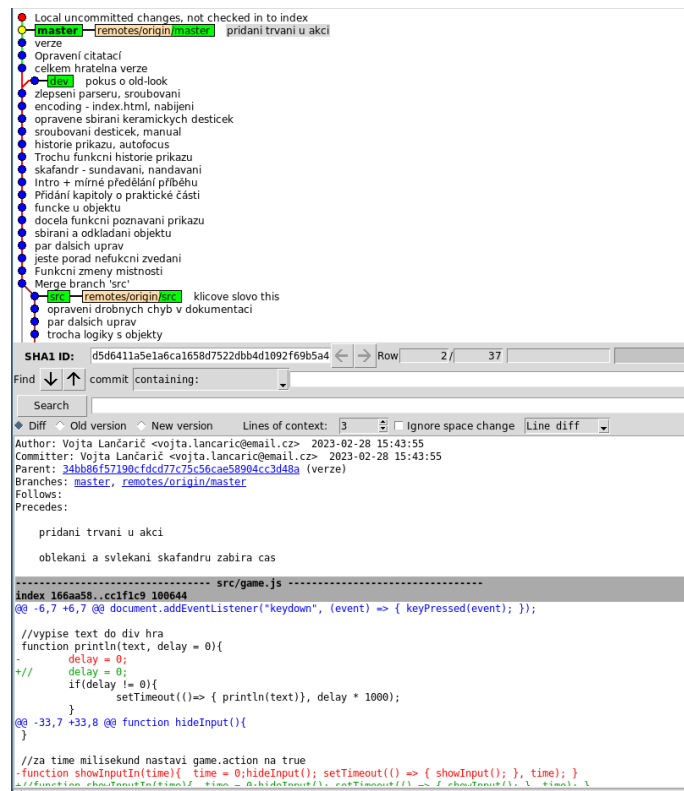 Local uncommitted changes, not checked in to index
master remotes/origin/master pridani trvani u akci
verze
Opravení citatací
celkem hratelna verze
dev pokus o old-look
zlepseni parseru, sroubovani
encoding - index.html, nabijeni
opravene sbirani keramickych desticek
sroubovani desticek, manual
historie prikazu, autofocus
Trochu funkcni historie prikazu
skafandr - sundavani, nandavani
Intro + mírné předělání příběhu
Přidání kapitoly o praktické části
funcke u objektu
docela funkcni poznavani prikazu
sbirani a odkladani objektu
par dalsich uprav
jeste porad nefukcni zvedani
Funkcni zmeny mistnosti
Merge branch 'src'
src remotes/origin/src klicove slovo this
opraveni drobnych chyb v dokumentaci
par dalsich uprav
trocha logiky s objekty
SHA1 ID: d5d6411a5e1a6ca1658d7522dbb4d1092f69b5a4 Row 2/ 37
Find commit containing:
Search
Diff Old version New version Lines of context: 3 Ignore space change Line diff
Author: Vojta Lančarič <vojta.lancaric@email.cz> 2023-02-28 15:43:55
Committer: Vojta Lančarič <vojta.lancaric@email.cz> 2023-02-28 15:43:55
Parent: 34bb86f57190cfdcd77c75c56cae58904cc3d48a (verze)
Branches: master, remotes/origin/master
Follows:
Precedes:
pridani trvani u akci
oblekani a svlekani skafandru zabira cas
------------------------------- src/game.js -------------------------------
index 166aa58..cc1f1c9 100644
@@ -6,7 +6,7 @@ document.addEventListener("keydown", (event) => { keyPressed(event); });
//vypise text do div hra
function println(text, delay = 0){
- delay = 0;
+// delay = 0;
if(delay != 0){
setTimeout(()=> { println(text)}, delay * 1000);
}
@@ -33,7 +33,8 @@ function hideInput(){
}
//za time milisekund nastavi game.action na true
-function showInputIn(time){ time = 0;hideInput(); setTimeout(() => { showInput(); }, time); }
+//function showInputIn(time){ time = 0;hideInput(); setTimeout(() => { showInput(); }, time); }